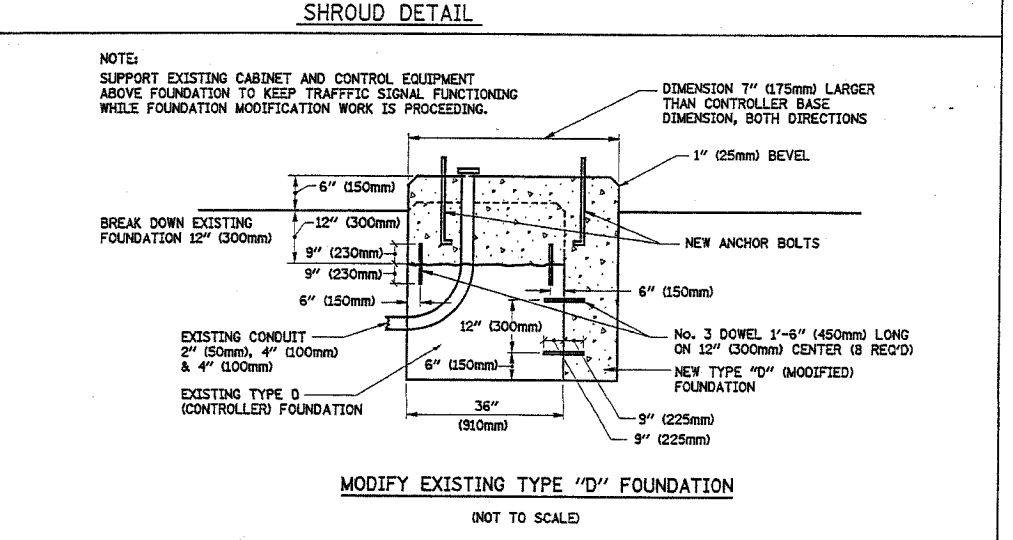 SHROUD DETAIL
NOTE:
SUPPORT EXISTING CABINET AND CONTROL EQUIPMENT
ABOVE FOUNDATION TO KEEP TRAFFFIC SIGNAL FUNCTIONING
WHILE FOUNDATION MODIFICATION WORK IS PROCEEDING.
DIMENSION 7" (175mm) LARGER
THAN CONTROLLER BASE
DIMENSION, BOTH DIRECTIONS
1" (25mm) BEVEL
6" (150mm)
BREAK DOWN EXISTING
FOUNDATION 12" (300mm)
12" (300mm)
9" (230mm)
9" (230mm)
6" (150mm)
NEW ANCHOR BOLTS
6" (150mm)
12" (300mm)
6" (150mm)
EXISTING CONDUIT
2" (50mm), 4" (100mm)
& 4" (100mm)
No. 3 DOWEL 1'-6" (450mm) LONG
ON 12" (300mm) CENTER (8 REQ'D)
NEW TYPE "D" (MODIFIED)
FOUNDATION
EXISTING TYPE D
(CONTROLLER) FOUNDATION
36"
(910mm)
9" (225mm)
9" (225mm)
MODIFY EXISTING TYPE "D" FOUNDATION
(NOT TO SCALE)